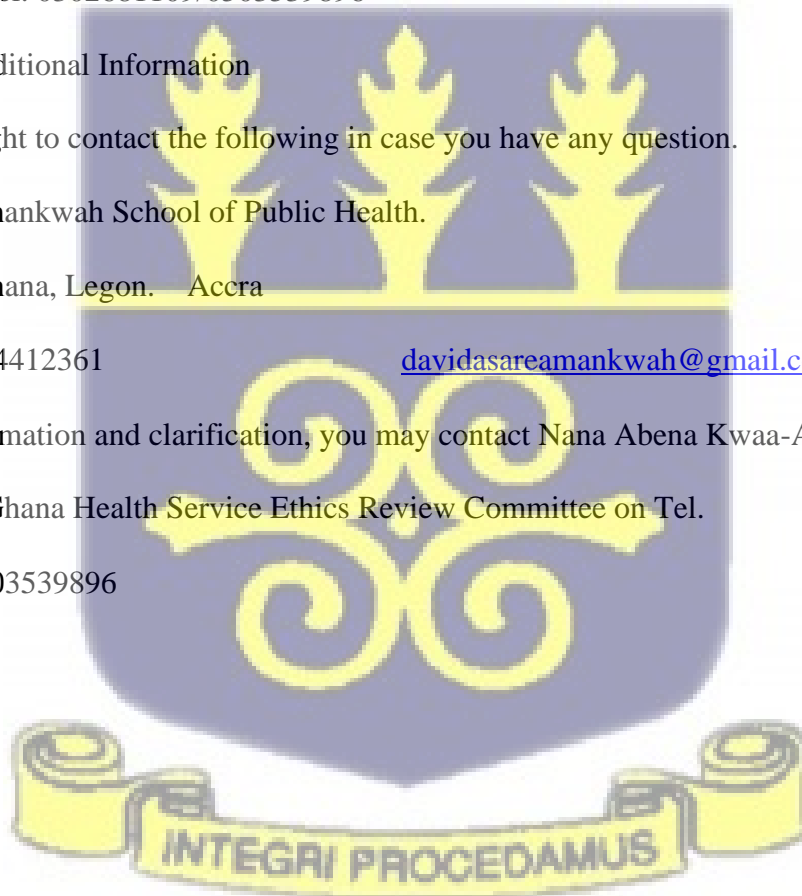 ditional Information
ght to contact the following in case you have any question.
nankwah School of Public Health.
nana, Legon. Accra
4412361 davidasareamankwah@gmail.c
mation and clarification, you may contact Nana Abena Kwaa-A
Ghana Health Service Ethics Review Committee on Tel.
03539896
INTEGRI PROCEDAMUS